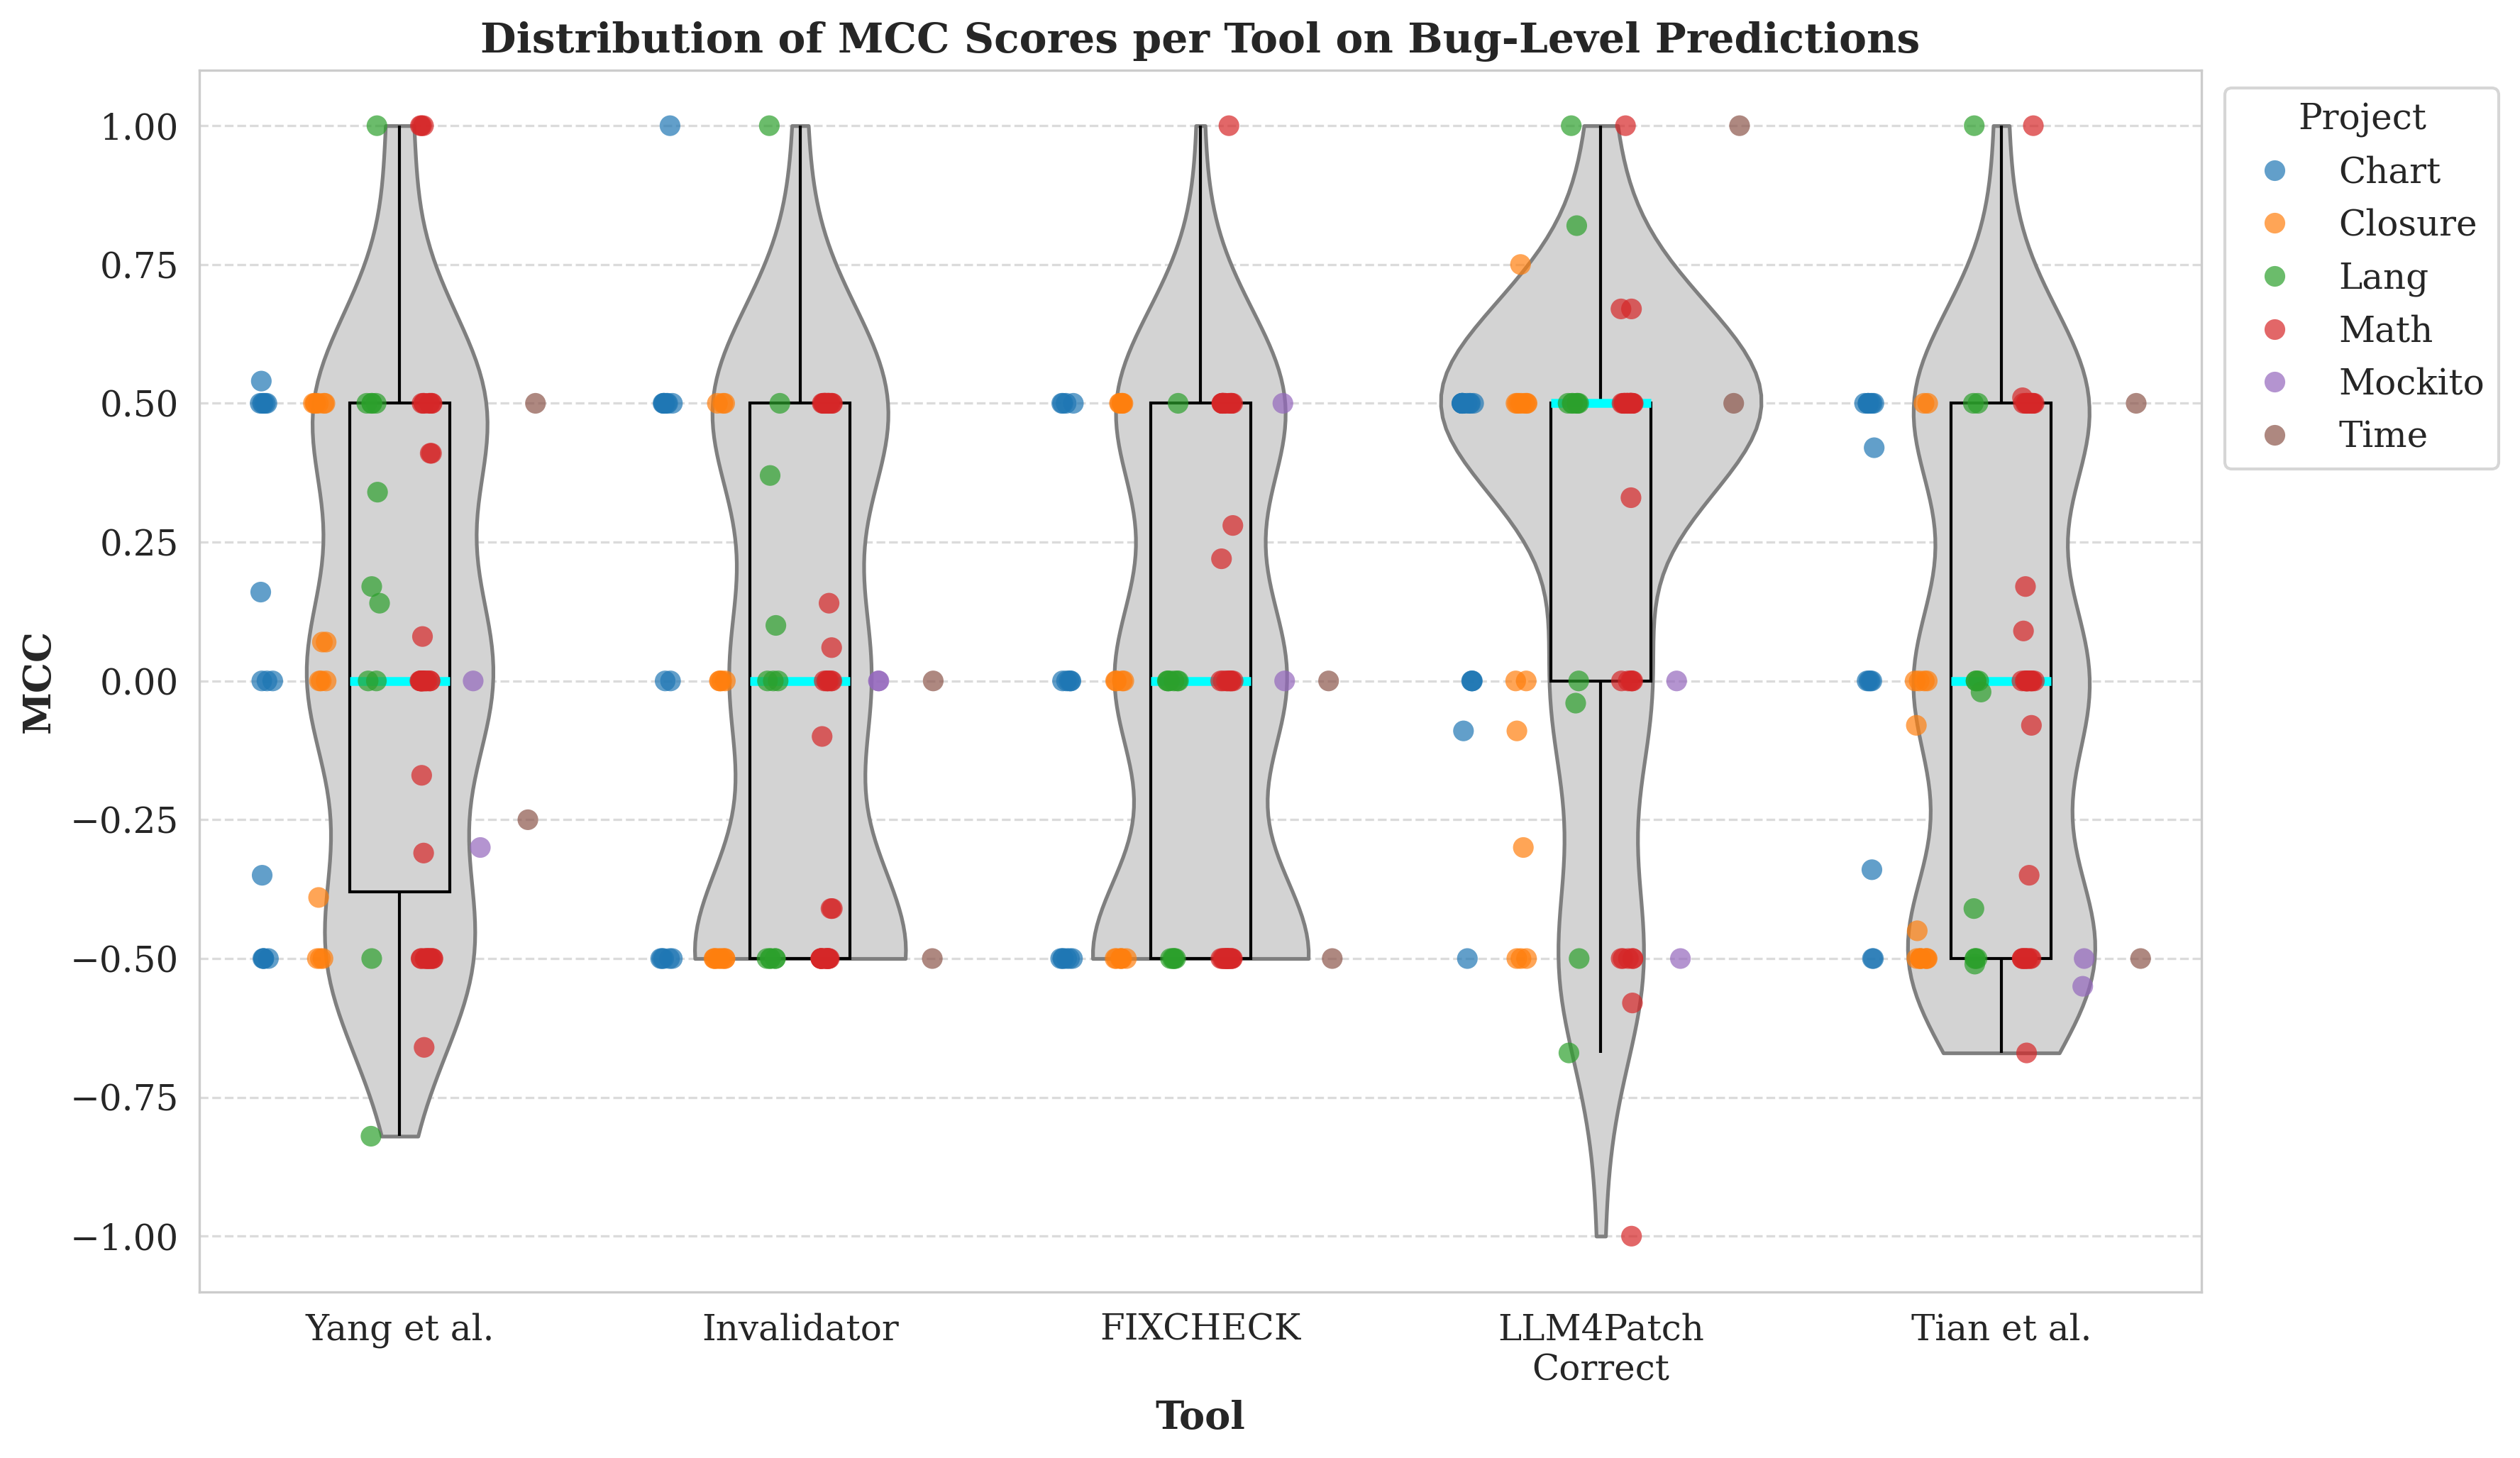 Distribution of MCC Scores per Tool on Bug-Level Predictions
1.00
0.75
0.50
0.25
0.00
−0.25
−0.50
−0.75
−1.00
MCC
Yang et al.
Invalidator
FIXCHECK
LLM4Patch
Correct
Tian et al.
Tool
Project
Chart
Closure
Lang
Math
Mockito
Time